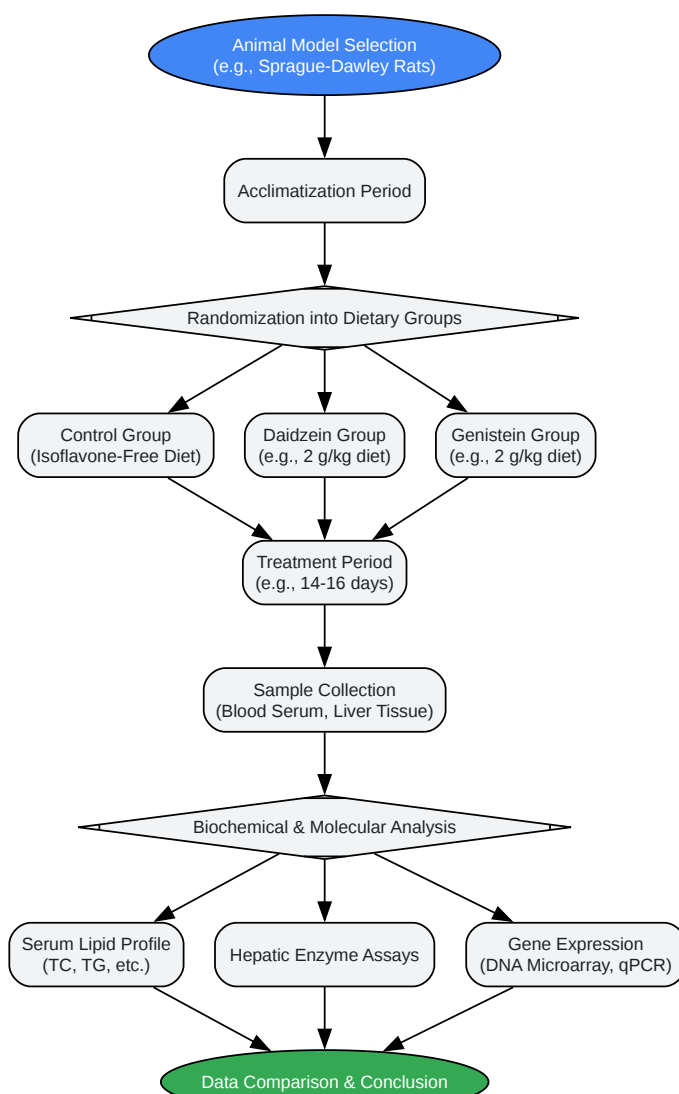 Animal Model Selection
(e.g., Sprague-Dawley Rats)
Acclimatization Period
Randomization into Dietary Groups
Control Group
(Isoflavone-Free Diet)
Daidzein Group
(e.g., 2 g/kg diet)
Genistein Group
(e.g., 2 g/kg diet)
Treatment Period
(e.g., 14-16 days)
Sample Collection
(Blood Serum, Liver Tissue)
Biochemical & Molecular Analysis
Serum Lipid Profile
(TC, TG, etc.)
Hepatic Enzyme Assays
Gene Expression
(DNA Microarray, qPCR)
Data Comparison & Conclusion